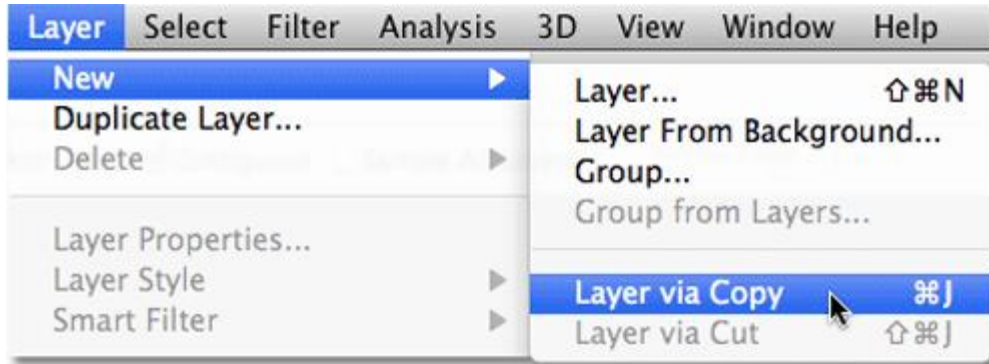 Layer Select Filter Analysis 3D View Window Help
New
Duplicate Layer...
Delete
Layer Properties...
Layer Style
Smart Filter
Layer... ⇧⌘N
Layer From Background...
Group...
Group from Layers...
Layer via Copy ⌘J
Layer via Cut ⇧⌘J